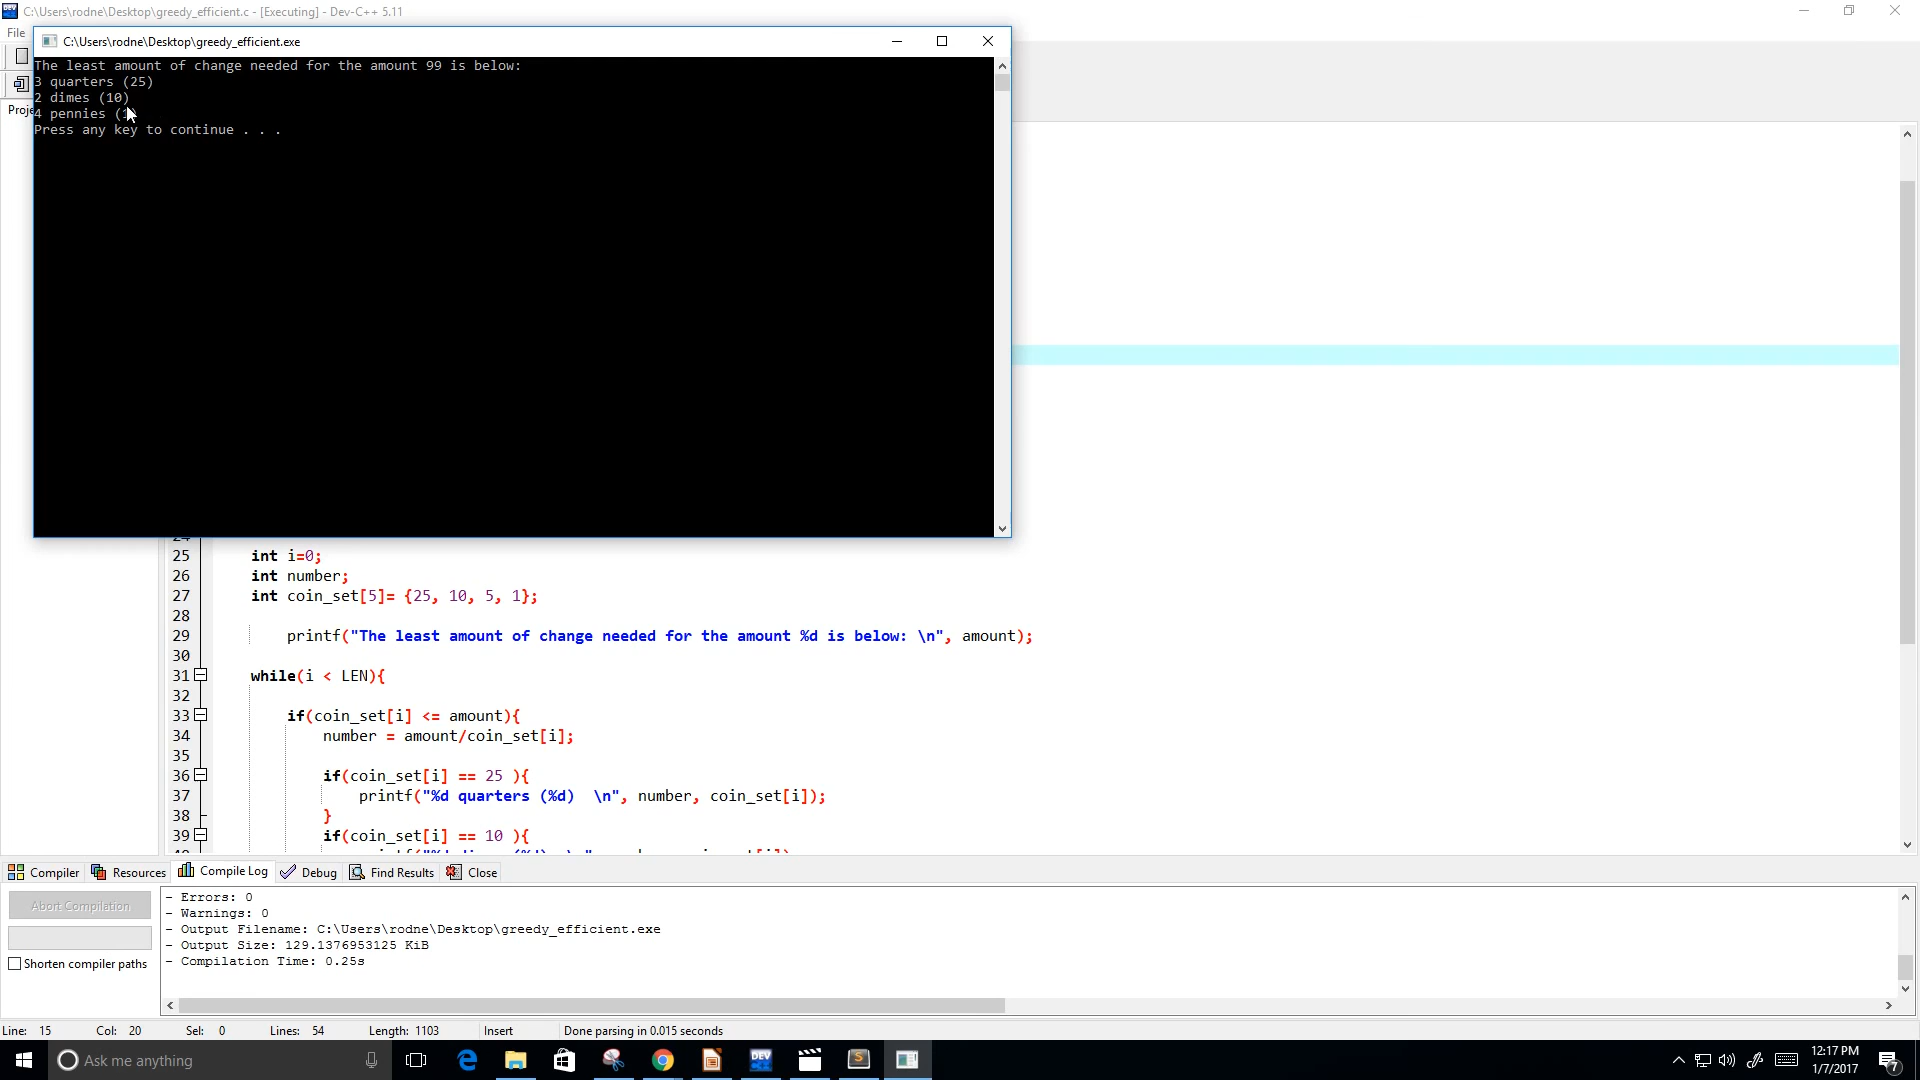 C:\Users\rodne\Desktop\greedy_efficient.c - [Executing] - Dev-C++ 5.11
File
C:\Users\rodne\Desktop\greedy_efficient.exe
The least amount of change needed for the amount 99 is below:
3 quarters (25)
2 dimes (10)
4 pennies (1)
Press any key to continue . . .
Proje
24
25 int i=0;
26 int number;
27 int coin_set[5]= {25, 10, 5, 1};
28
29 printf("The least amount of change needed for the amount %d is below: \n", amount);
30
31 while(i < LEN){
32
33 if(coin_set[i] <= amount){
34 number = amount/coin_set[i];
35
36 if(coin_set[i] == 25 ){
37 printf("%d quarters (%d)  \n", number, coin_set[i]);
38 }
39 if(coin_set[i] == 10 ){
Compiler Resources Compile Log Debug Find Results Close
Abort Compilation
Shorten compiler paths
- Errors: 0
- Warnings: 0
- Output Filename: C:\Users\rodne\Desktop\greedy_efficient.exe
- Output Size: 129.1376953125 KiB
- Compilation Time: 0.25s
Line: 15 Col: 20 Sel: 0 Lines: 54 Length: 1103 Insert Done parsing in 0.015 seconds
Ask me anything
DEV
S
12:17 PM
1/7/2017
7